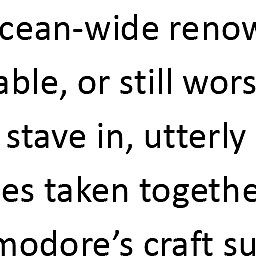 cean-wide renow
able, or still wors
stave in, utterly
es taken togethe
modore’s craft su